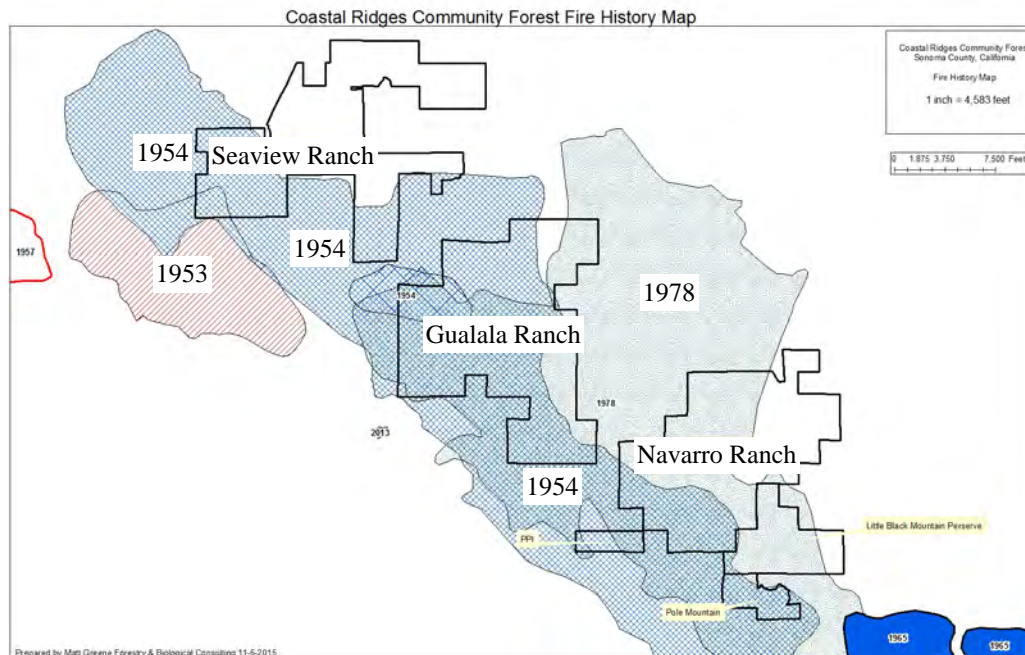 Coastal Ridges Community Forest Fire History Map
Coastal Ridges Community Fores
Sonoma County, California
Fire History Map
1 inch = 4,583 feet
0 1,875 3,750 7,500 Feet
1954
Seaview Ranch
1957
1953
1954
1978
1954
Gualala Ranch
1978
2013
Navarro Ranch
1954
PPI
Little Black Mountain Perserve
Pole Mountain
1965
1965
Prepared by Matt Greene Forestry & Biological Consulting 11-5-2015